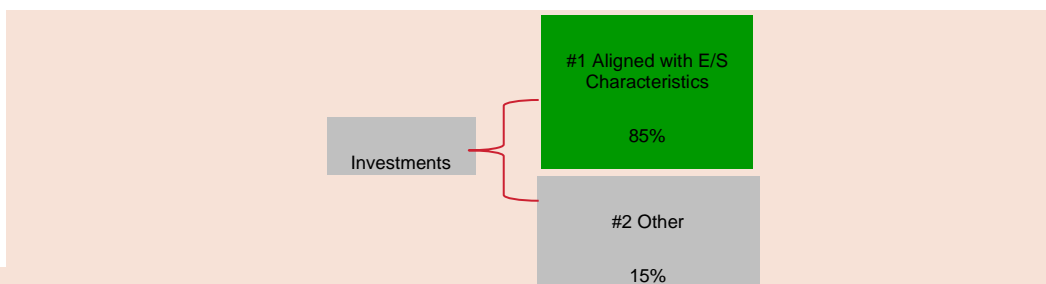 #1 Aligned with E/S
Characteristics
85%
Investments
#2 Other
15%